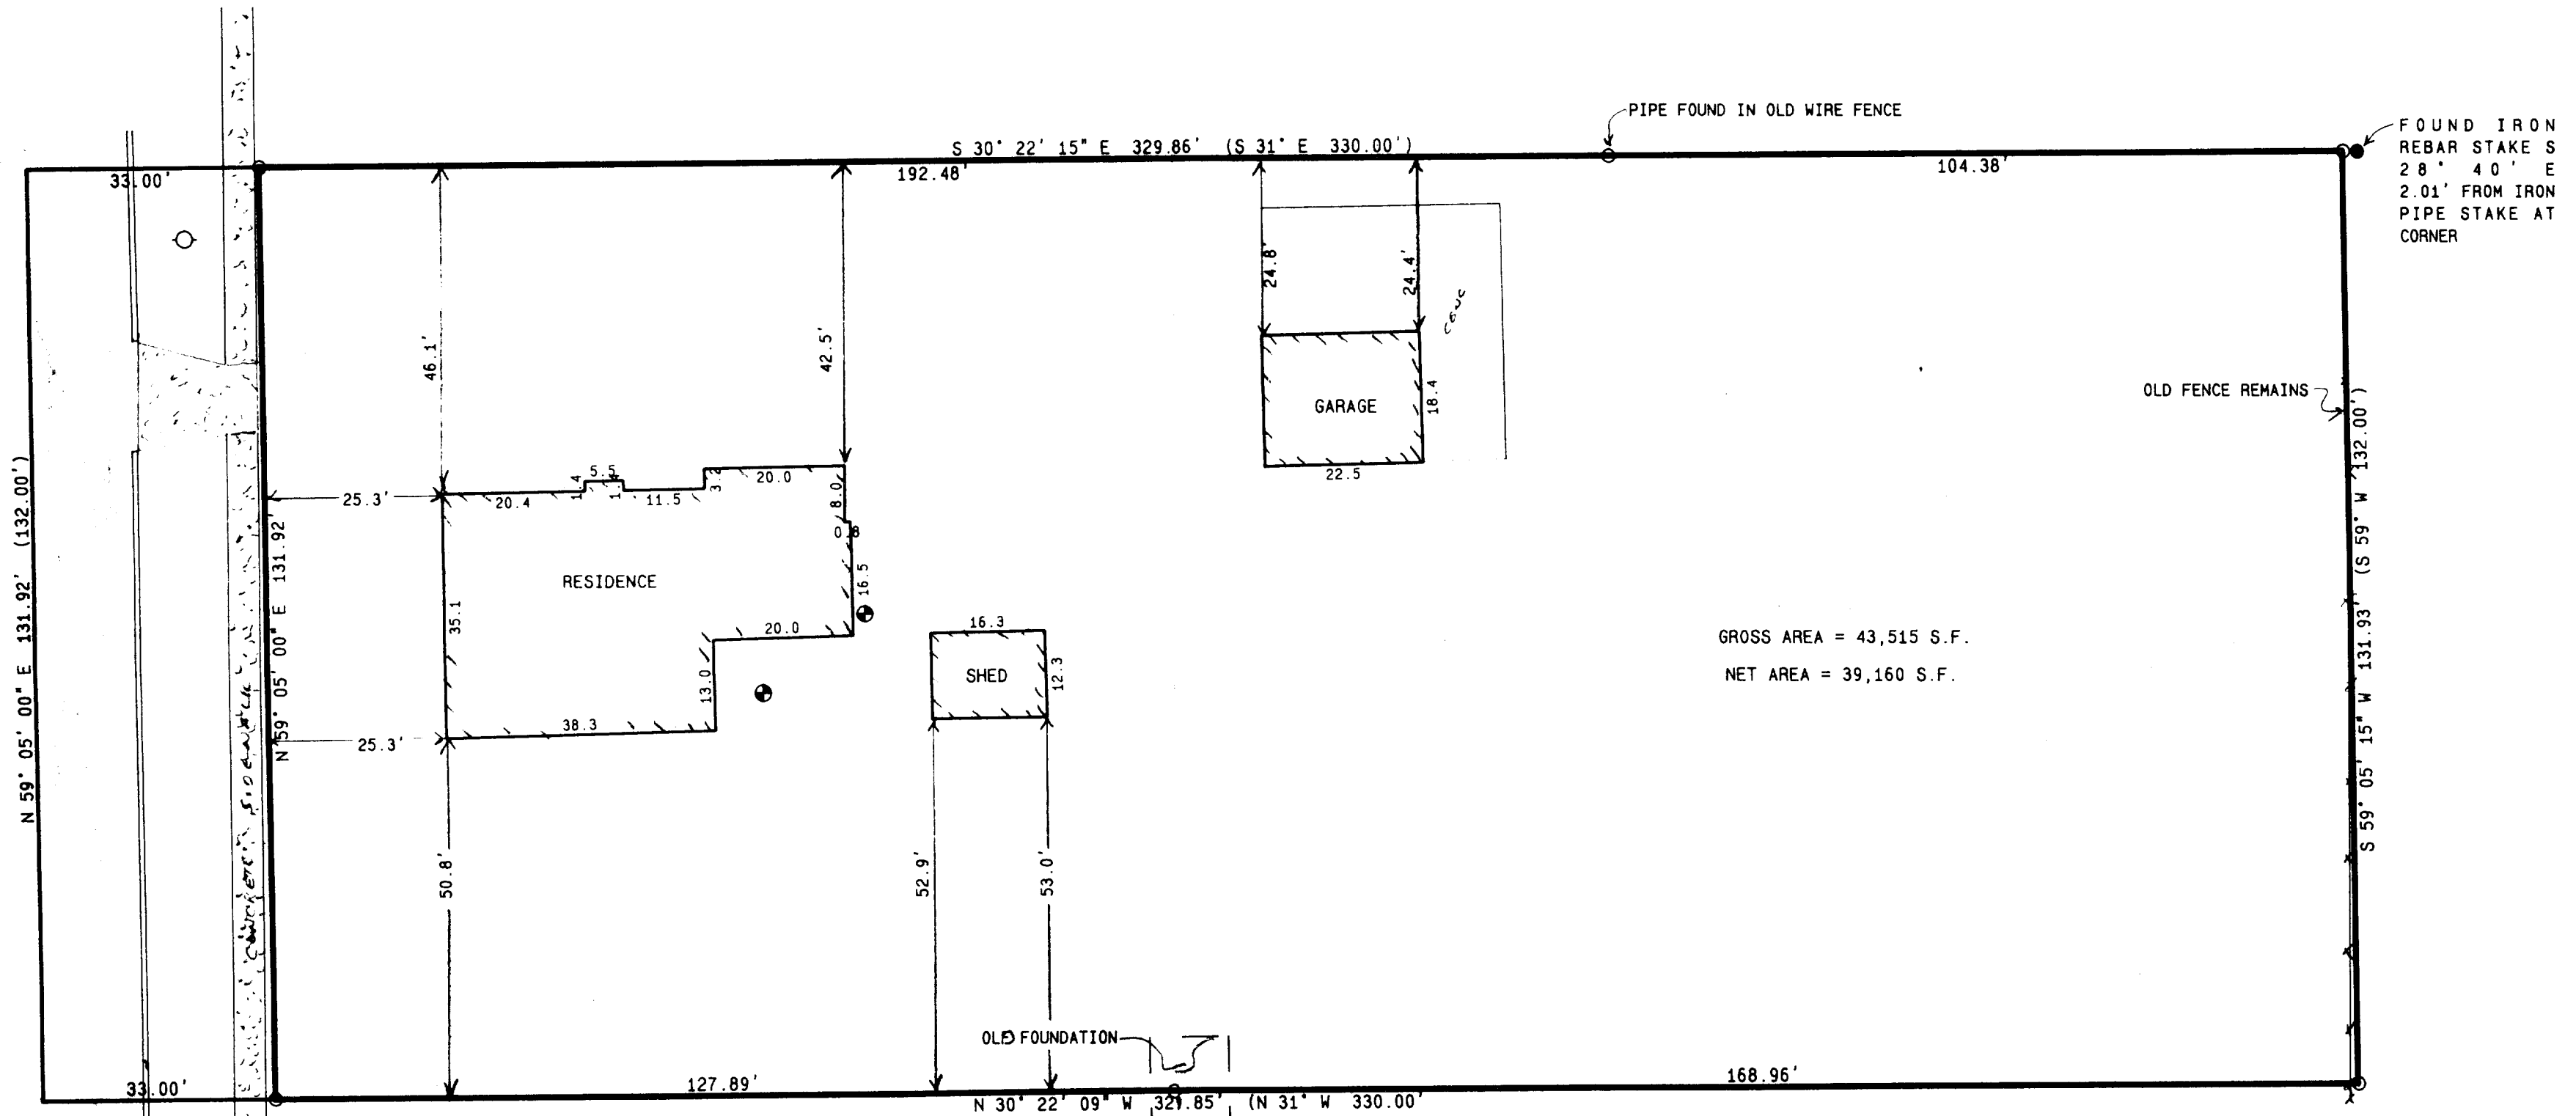 PIPE FOUND IN OLD WIRE FENCE
FOUND IRON
REBAR STAKE S
28° 40' E
2.01' FROM IRON
PIPE STAKE AT
CORNER
S 30° 22' 15" E 329.86' (S 31° E 330.00')
33.00'
192.48'
104.38'
24.8'
24.4'
CONC
46.1'
42.5'
OLD FENCE REMAINS
GARAGE
18.4
22.5
N 59° 05' 00" E 131.92' (132.00')
25.3'
20.4
1.4
5.5
1.4
11.5
3.2
20.0
8.0
0.8
16.5
RESIDENCE
35.1
20.0
13.0
38.3
25.3'
N 59° 05' 00" E 131.92'
CONCRETE SIDEWALK
16.3
SHED
12.3
GROSS AREA = 43,515 S.F.
NET AREA = 39,160 S.F.
S 59° 05' 15" W 131.93' (S 59° W 132.00')
50.8'
52.9'
53.0'
OLD FOUNDATION
33.00'
127.89'
168.96'
N 30° 22' 09" W 329.85' (N 31° W 330.00'